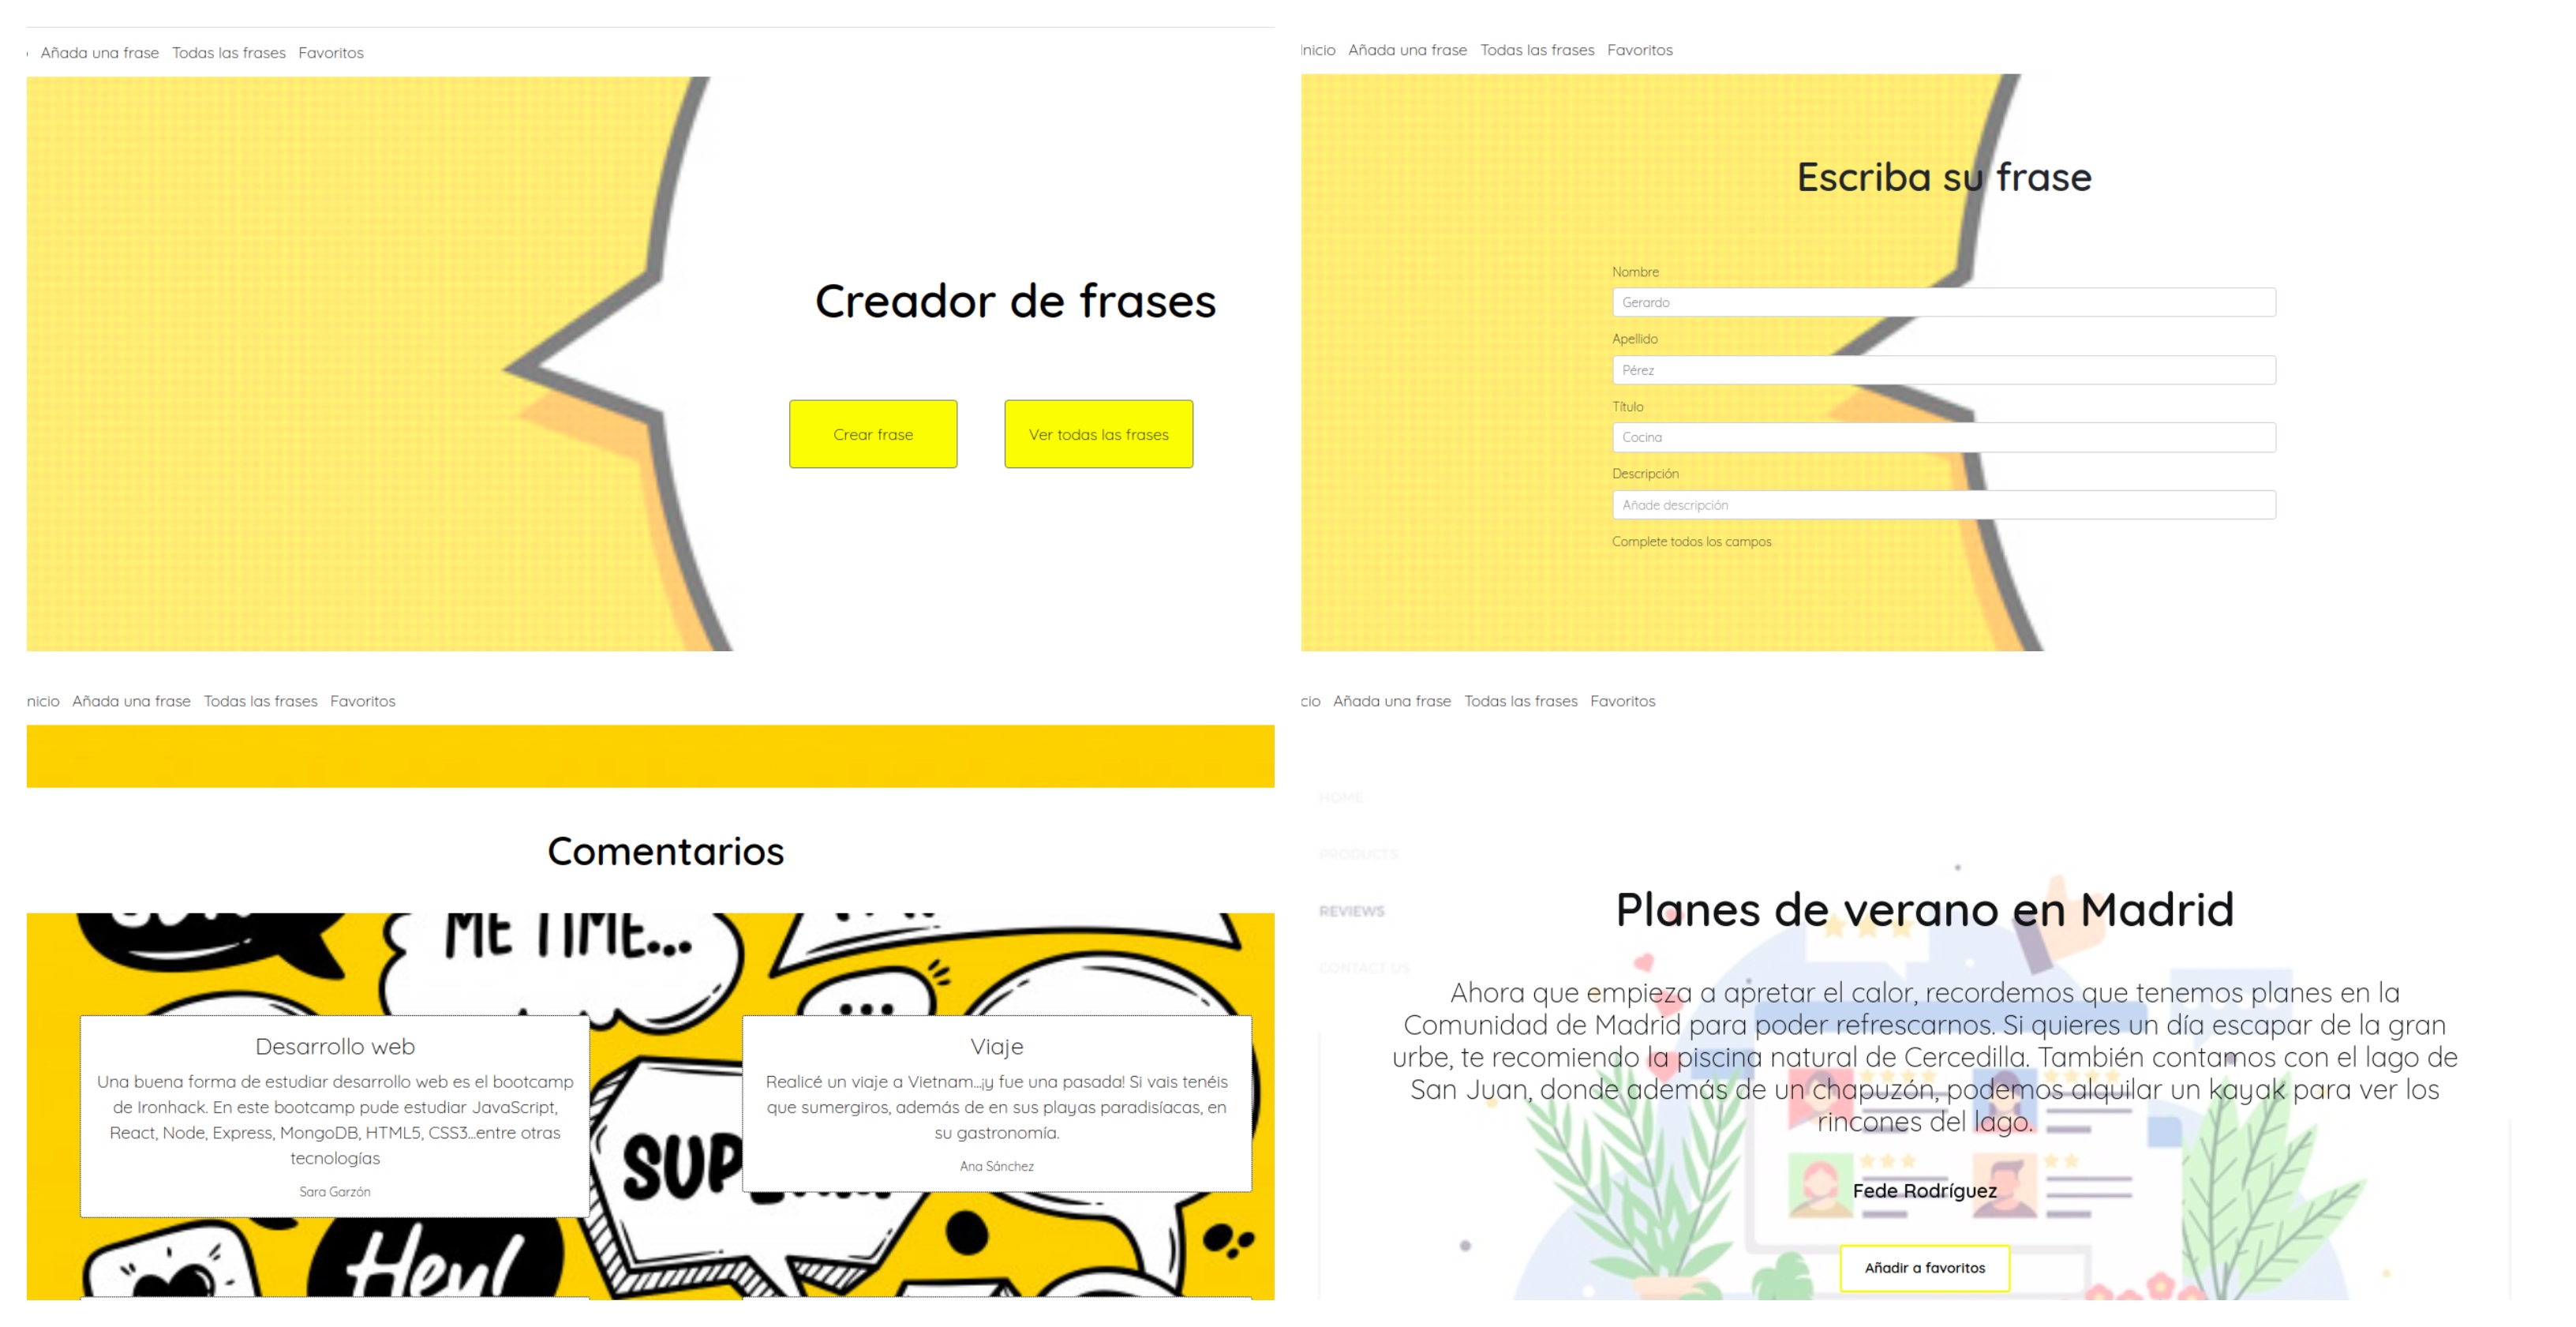 Añada una frase Todas las frases Favoritos
Creador de frases
Crear frase
Ver todas las frases
Inicio Añada una frase Todas las frases Favoritos
Escriba su frase
Nombre
Gerardo
Apellido
Pérez
Título
Cocina
Descripción
Añade descripción
Complete todos los campos
nicio Añada una frase Todas las frases Favoritos
Comentarios
ME TIME...
Desarrollo web
Una buena forma de estudiar desarrollo web es el bootcamp
de Ironhack. En este bootcamp pude estudiar JavaScript,
React, Node, Express, MongoDB, HTML5, CSS3...entre otras
tecnologías
Sara Garzón
Viaje
Realicé un viaje a Vietnam...¡y fue una pasada! Si vais tenéis
que sumergiros, además de en sus playas paradisíacas, en
su gastronomía.
Ana Sánchez
SUP
Hey!
cio Añada una frase Todas las frases Favoritos
HOME
PRODUCTS
REVIEWS
CONTACT US
Planes de verano en Madrid
Ahora que empieza a apretar el calor, recordemos que tenemos planes en la
Comunidad de Madrid para poder refrescarnos. Si quieres un día escapar de la gran
urbe, te recomiendo la piscina natural de Cercedilla. También contamos con el lago de
San Juan, donde además de un chapuzón, podemos alquilar un kayak para ver los
rincones del lago.
Fede Rodríguez
Añadir a favoritos